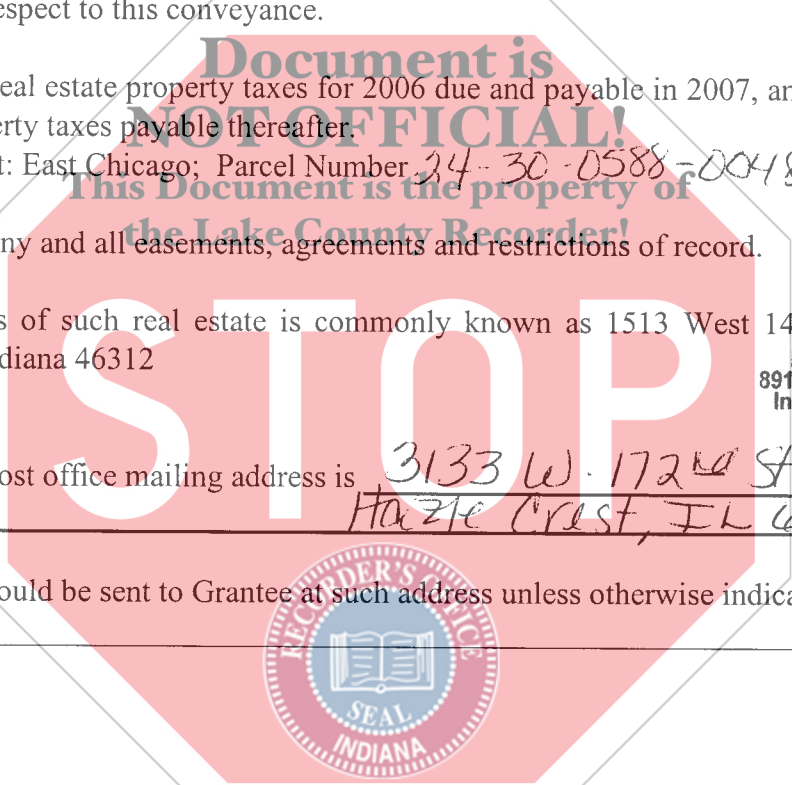 espect to this conveyance.
Document is
eal estate property taxes for 2006 due and payable in 2007, an
NOT OFFICIAL!
erty taxes payable thereafter.
t: East Chicago; Parcel Number 24-30-0588-0048
This Document is the property of
the Lake County Recorder!
ny and all easements, agreements and restrictions of record.
s of such real estate is commonly known as 1513 West 14
diana 46312
891
In
STOP
ost office mailing address is 3133 W. 172nd St
Hazle Crest, IL 6
ould be sent to Grantee at such address unless otherwise indica
RECORDER'S OFFICE
SEAL
INDIANA